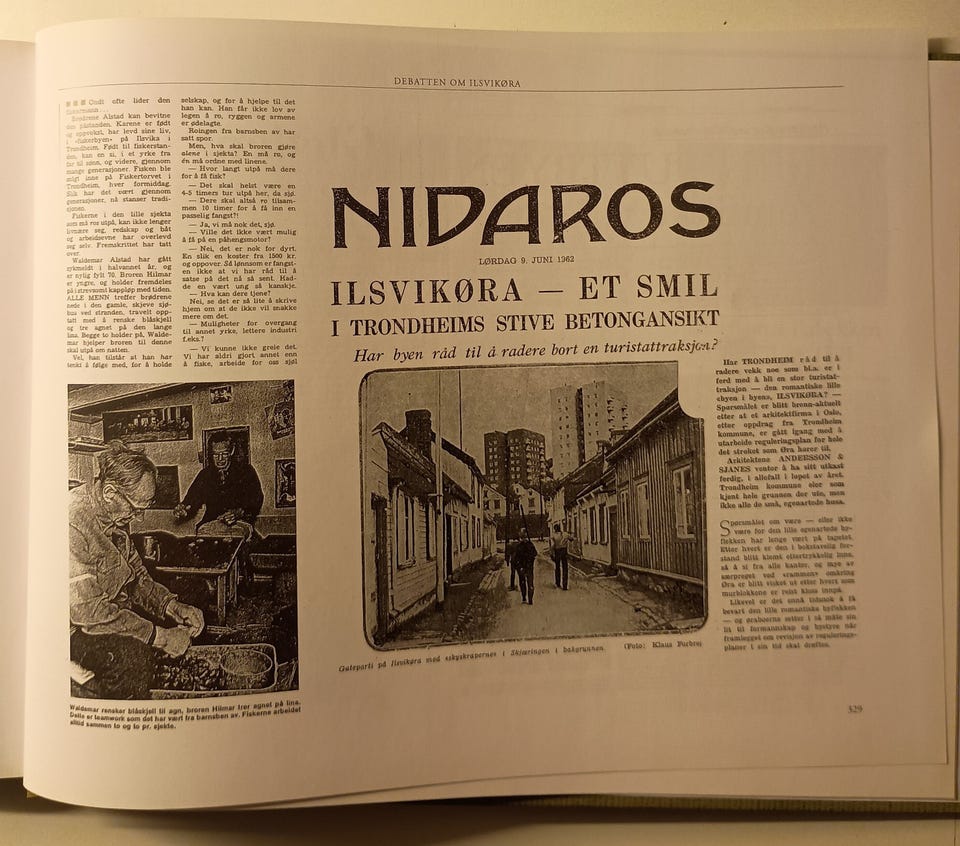 DEBATTEN OM ILSVIKØRA
Ondt ofte lider den
fiskermann . . .
Brødrene Alstad kan bevitne
den påstanden. Karene er født
og oppvokst, har levd sine liv,
i «fiskerbyen» på Ilsvika i
Trondheim. Født til fiskerstan-
den, kan en si, i et yrke fra
far til sønn, og videre, gjennom
mange generasjoner. Fisken ble
solgt inne på Fiskertorvet i
Trondheim, hver formiddag.
Slik har det vært gjennom
generasjoner, nå stanser tradi-
sjonen.
Fiskerne i den lille sjekta
som må ros utpå, kan ikke lenger
livnære seg, redskap og båt
og arbeidsevne har overlevd
seg selv. Fremskrittet har tatt
over.
Waldemar Alstad har gått
sykmeldt i halvannet år, og
er nylig fylt 70. Broren Hilmar
er yngre, og holder fremdeles
på i strevsomt kappløp med tiden.
ALLE MENN treffer brødrene
nede i den gamle, skjeve sjø-
bua ved stranden, travelt opp-
tatt med å renske blåskjell
og tre agnet på den lange
lina. Begge to holder på, Walde-
mar hjelper broren til denne
skal utpå om natten.
Vel, han tilstår at han har
tenkt å følge med, for å holde
selskap, og for å hjelpe til det
han kan. Han får ikke lov av
legen å ro, ryggen og armene
er ødelagte.
Roingen fra barnsben av har
satt spor.
Men, hva skal broren gjøre
alene i sjekta? En må ro, og
én må ordne med linene.
— Hvor langt utpå må dere
for å få fisk?
— Det skal helst være en
4-5 timers tur utpå her, da sjø.
— Dere skal altså ro tilsam-
men 10 timer for å få inn en
passelig fangst?!
— Ja, vi må nok det, sjø.
— Ville det ikke vært mulig
å få på en påhengsmotor?
— Nei, det er nok for dyrt.
En slik en koster fra 1500 kr.
og oppover. Så lønnsom er fangst-
en ikke at vi har råd til å
satse på det nå så sent. Had-
de en vært ung så kanskje.
— Hva kan dere tjene?
Nei, se det er så lite å skrive
hjem om at de ikke vil snakke
mere om det.
— Muligheter for overgang
til annet yrke, lettere industri
f.eks.?
— Vi kunne ikke greie det.
Vi har aldri gjort annet enn
å fiske, arbeide for oss sjøl
Waldemar rensker blåskjell til agn, broren Hilmar trer agnet på lina.
Dette er teamwork som det har vært fra barnsben av. Fiskerne arbeidet
alltid sammen to og to pr. sjekte.
NIDAROS
LØRDAG 9. JUNI 1962
ILSVIKØRA — ET SMIL
I TRONDHEIMS STIVE BETONGANSIKT
Har byen råd til å radere bort en turistattraksjon?
Gateparti på Ilsvikøra med «skyskraperne» i Skjæringen i bakgrunnen. (Foto: Klaus Forbre)
Har TRONDHEIM råd til å
radere vekk noe som bl.a. er i
ferd med å bli en stor turistat-
traksjon — den romantiske lille
«byen i byen», ILSVIKØRA? —
Spørsmålet er blitt brenn-aktuelt
etter at et arkitektfirma i Oslo,
etter oppdrag fra Trondheim
kommune, er gått igang med å
utarbeide reguleringsplan for hele
det strøket som Øra hører til.
Arkitektene ANDERSSON &
SJANES venter å ha sitt utkast
ferdig, i allefall i løpet av året.
Trondheim kommune eier som
kjent hele grunnen der ute, men
ikke alle de små, egenartede husa.
Spørsmålet om være — eller ikke
være for den lille egenartede by-
flekken har lenge vært på tapetet.
Etter hvert er den i bokstavelig for-
stand blitt klemt ettertrykkelig inne,
så å si fra alle kanter, og mye av
særpreget ved «rammen» omkring
Øra er blitt visket ut etter hvert som
murblokkene er reist kloss innpå.
Likevel er det ennå tidsnok å få
bevart den lille romantiske byflekken
— og øraboerne setter i så måte sin
lit til formannskap og bystyre når
framlegget om revisjon av regulerings-
planer i sin tid skal drøftes.
329